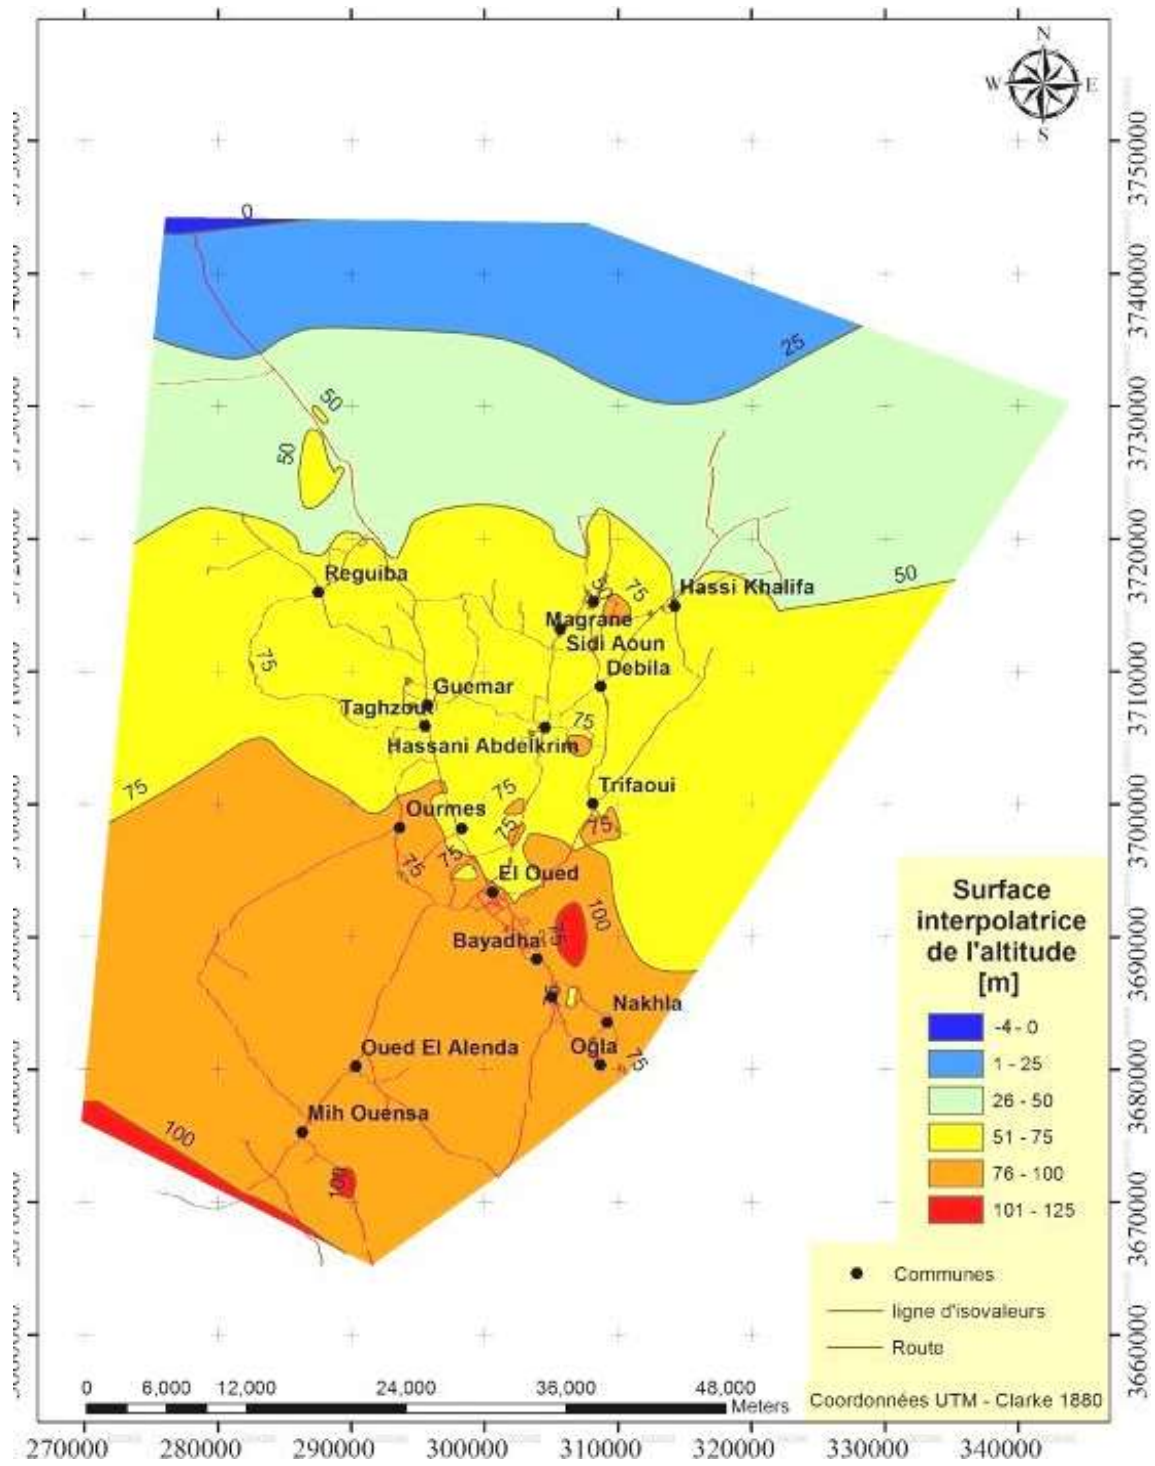 N
W E
S
3750000
3740000
3730000
3720000
3710000
3700000
3690000
3680000
3670000
3660000
0
25
50
50
50
Reguiba
50
75
Hassi Khalifa
Magrane
Sidi Aoun
75
Debila
Guemar
Taghzout
75
Hassani Abdelkrim
75
75
Trifaoui
Ourmes
75
75
75
75
El Oued
100
75
Bayadha
75
Nakhla
Oğla
75
Oued El Alenda
Mih Ouensa
100
100
Surface
interpolatrice
de l'altitude
[m]
-4 - 0
1 - 25
26 - 50
51 - 75
76 - 100
101 - 125
Communes
ligne d'isovaleurs
Route
Coordonnées UTM - Clarke 1880
0 6,000 12,000 24,000 36,000 48,000
Meters
270000 280000 290000 300000 310000 320000 330000 340000